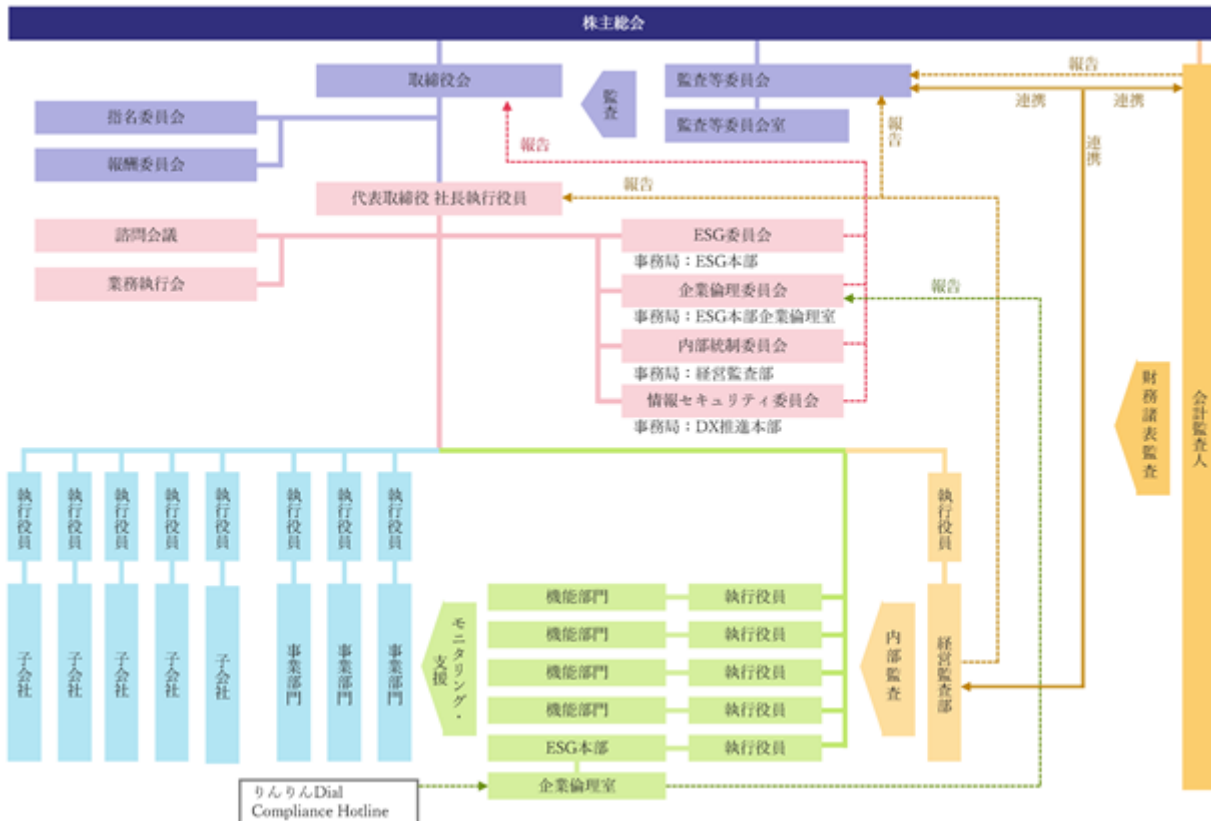 株主総会
取締役会
監査
監査等委員会
監査等委員会室
報告
連携
連携
連携
報告
指名委員会
報酬委員会
報告
代表取締役 社長執行役員
報告
諮問会議
業務執行会
ESG委員会
事務局：ESG本部
企業倫理委員会
事務局：ESG本部企業倫理室
報告
内部統制委員会
事務局：経営監査部
情報セキュリティ委員会
事務局：DX推進本部
財務諸表監査
会計監査人
執行役員
執行役員
執行役員
執行役員
執行役員
執行役員
執行役員
執行役員
執行役員
子会社
子会社
子会社
子会社
子会社
事業部門
事業部門
事業部門
モニタリング・
支援
機能部門
執行役員
機能部門
執行役員
機能部門
執行役員
機能部門
執行役員
ESG本部
執行役員
企業倫理室
内部監査
経営監査部
りんりんDial
Compliance Hotline